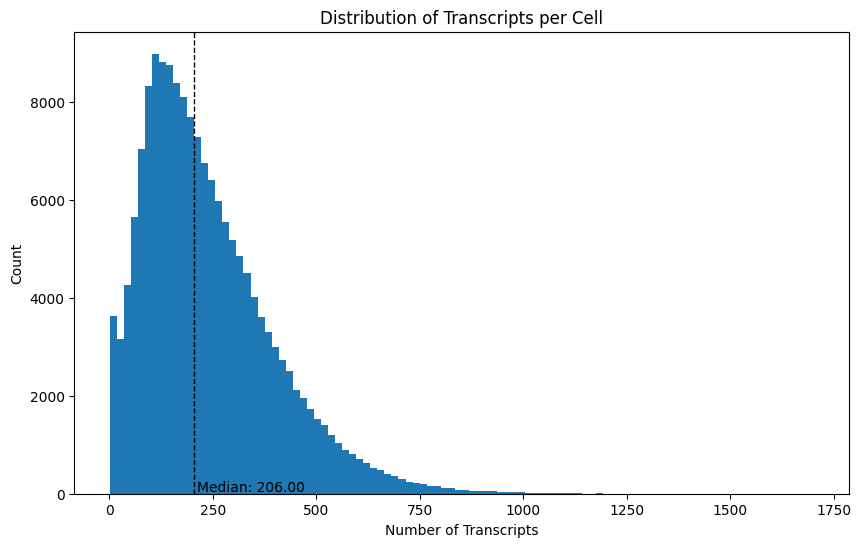 Distribution of Transcripts per Cell
8000
6000
4000
2000
0
Count
Median: 206.00
0 250 500 750 1000 1250 1500 1750
Number of Transcripts